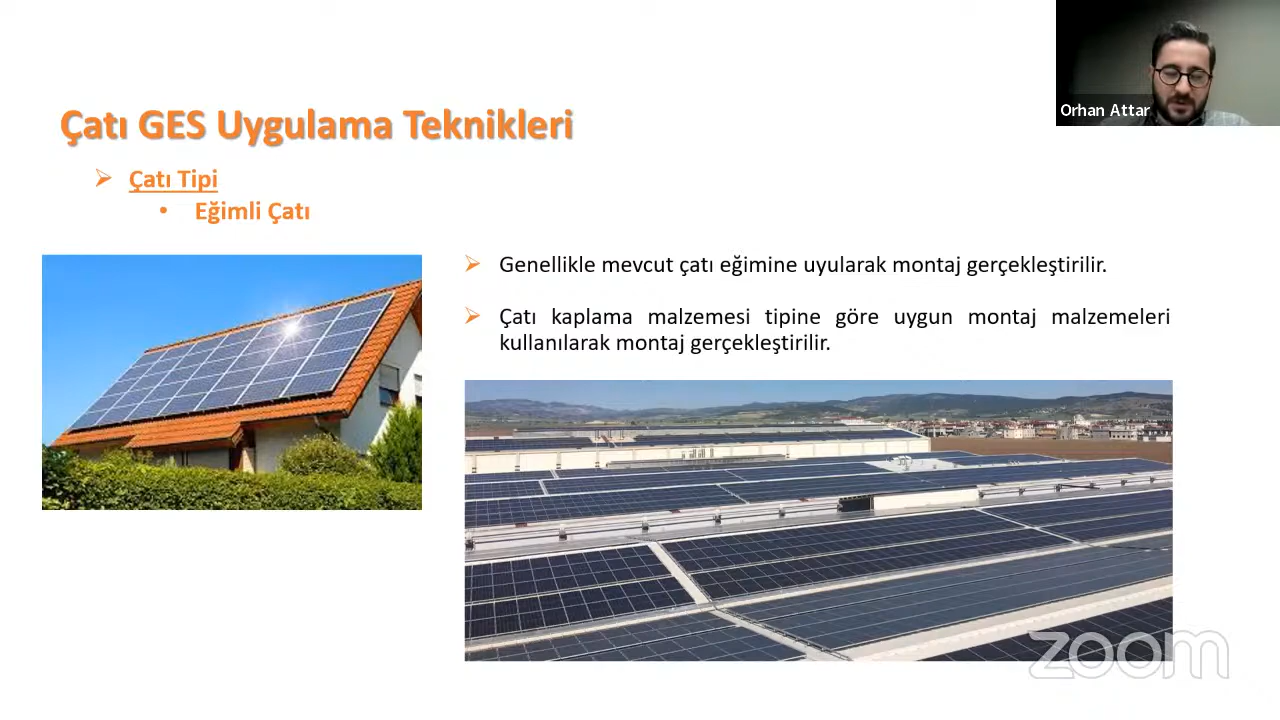 Orhan Attar
Çatı GES Uygulama Teknikleri
Çatı Tipi
Eğimli Çatı
Genellikle mevcut çatı eğimine uyularak montaj gerçekleştirilir.
Çatı kaplama malzemesi tipine göre uygun montaj malzemeleri
kullanılarak montaj gerçekleştirilir.
zoom